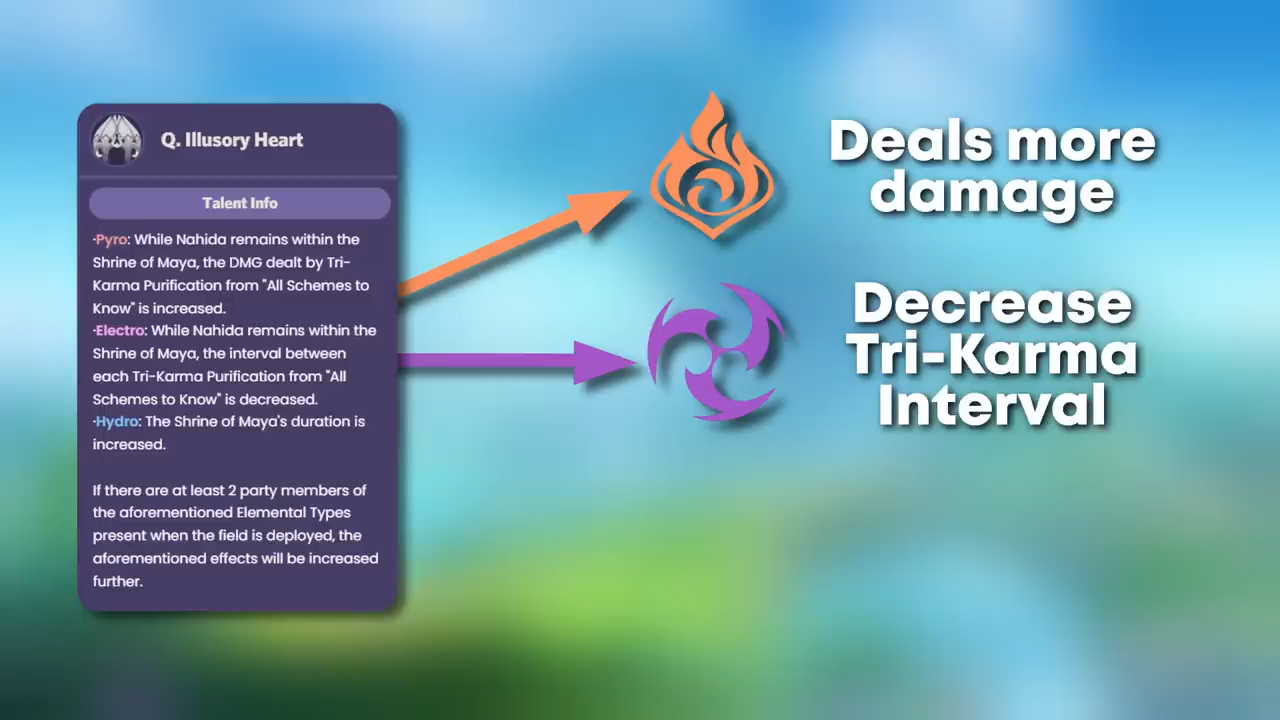 Q. Illusory Heart
Talent Info
·Pyro: While Nahida remains within the
Shrine of Maya, the DMG dealt by Tri-
Karma Purification from "All Schemes to
Know" is increased.
·Electro: While Nahida remains within the
Shrine of Maya, the interval between
each Tri-Karma Purification from "All
Schemes to Know" is decreased.
·Hydro: The Shrine of Maya's duration is
increased.
If there are at least 2 party members of
the aforementioned Elemental Types
present when the field is deployed, the
aforementioned effects will be increased
further.
Deals more
damage
Decrease
Tri-Karma
Interval